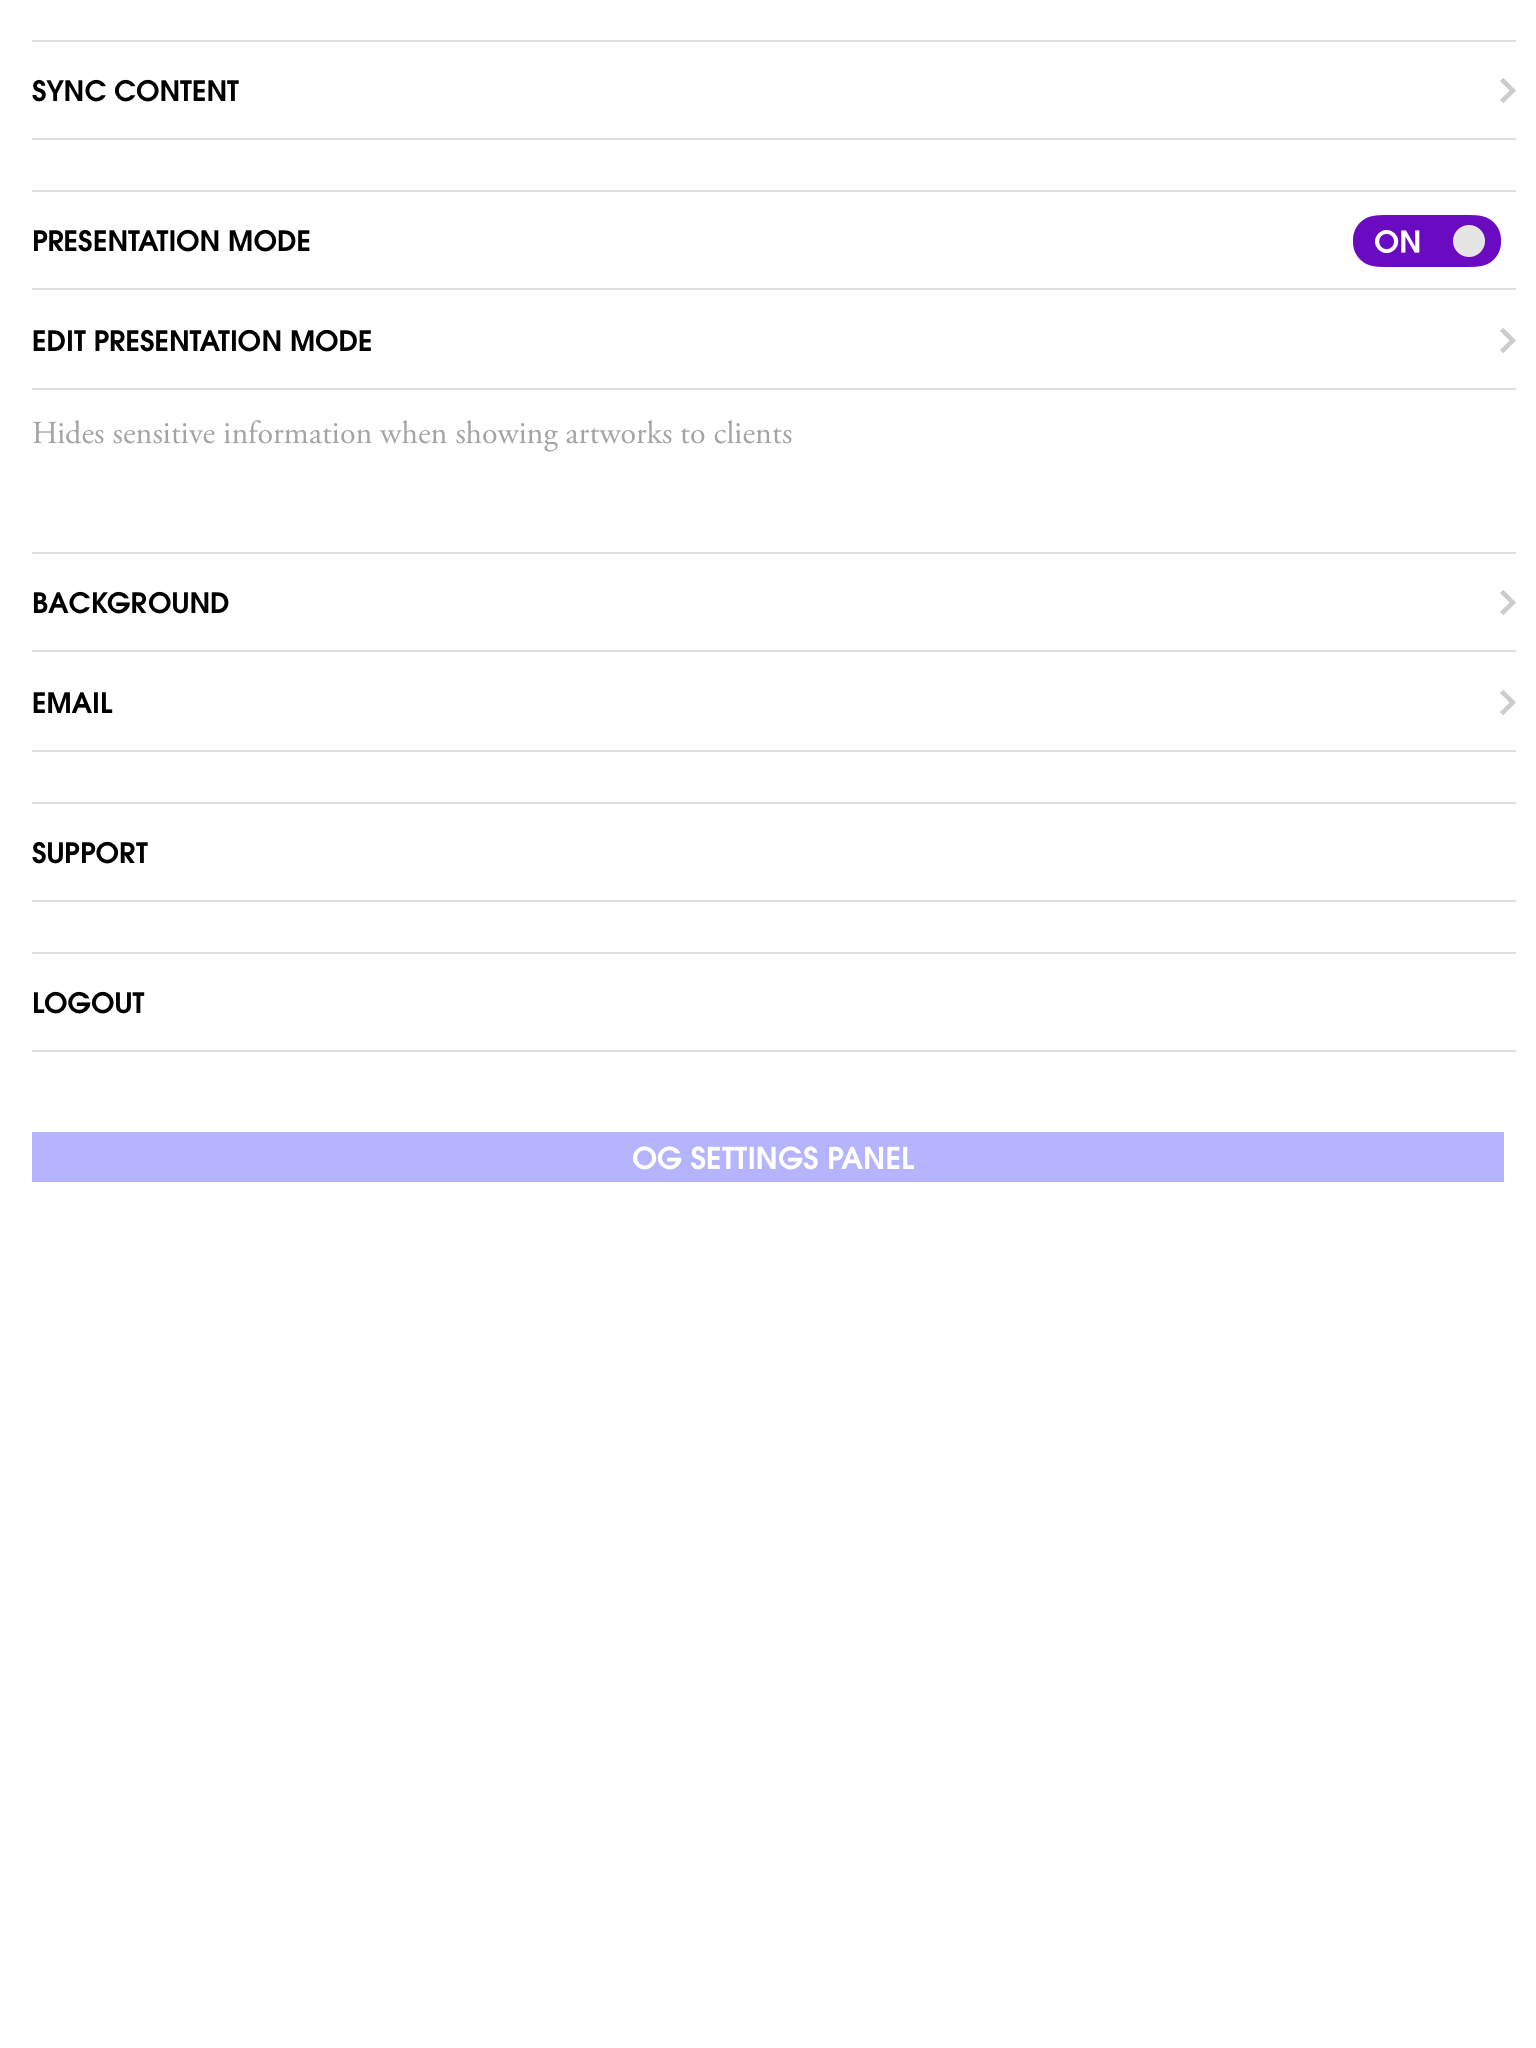 SYNC CONTENT
PRESENTATION MODE
ON
EDIT PRESENTATION MODE
Hides sensitive information when showing artworks to clients
BACKGROUND
EMAIL
SUPPORT
LOGOUT
OG SETTINGS PANEL